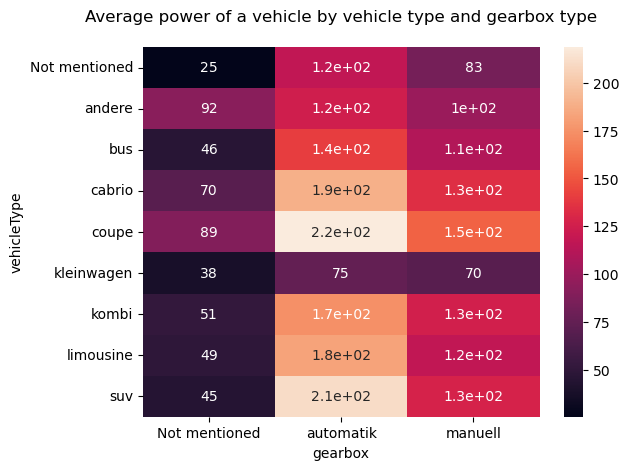 Average power of a vehicle by vehicle type and gearbox type
Not mentioned 25 1.2e+02 83
andere 92 1.2e+02 1e+02
bus 46 1.4e+02 1.1e+02
cabrio 70 1.9e+02 1.3e+02
coupe 89 2.2e+02 1.5e+02
kleinwagen 38 75 70
kombi 51 1.7e+02 1.3e+02
limousine 49 1.8e+02 1.2e+02
suv 45 2.1e+02 1.3e+02
vehicleType
Not mentioned automatik manuell
gearbox
200
175
150
125
100
75
50